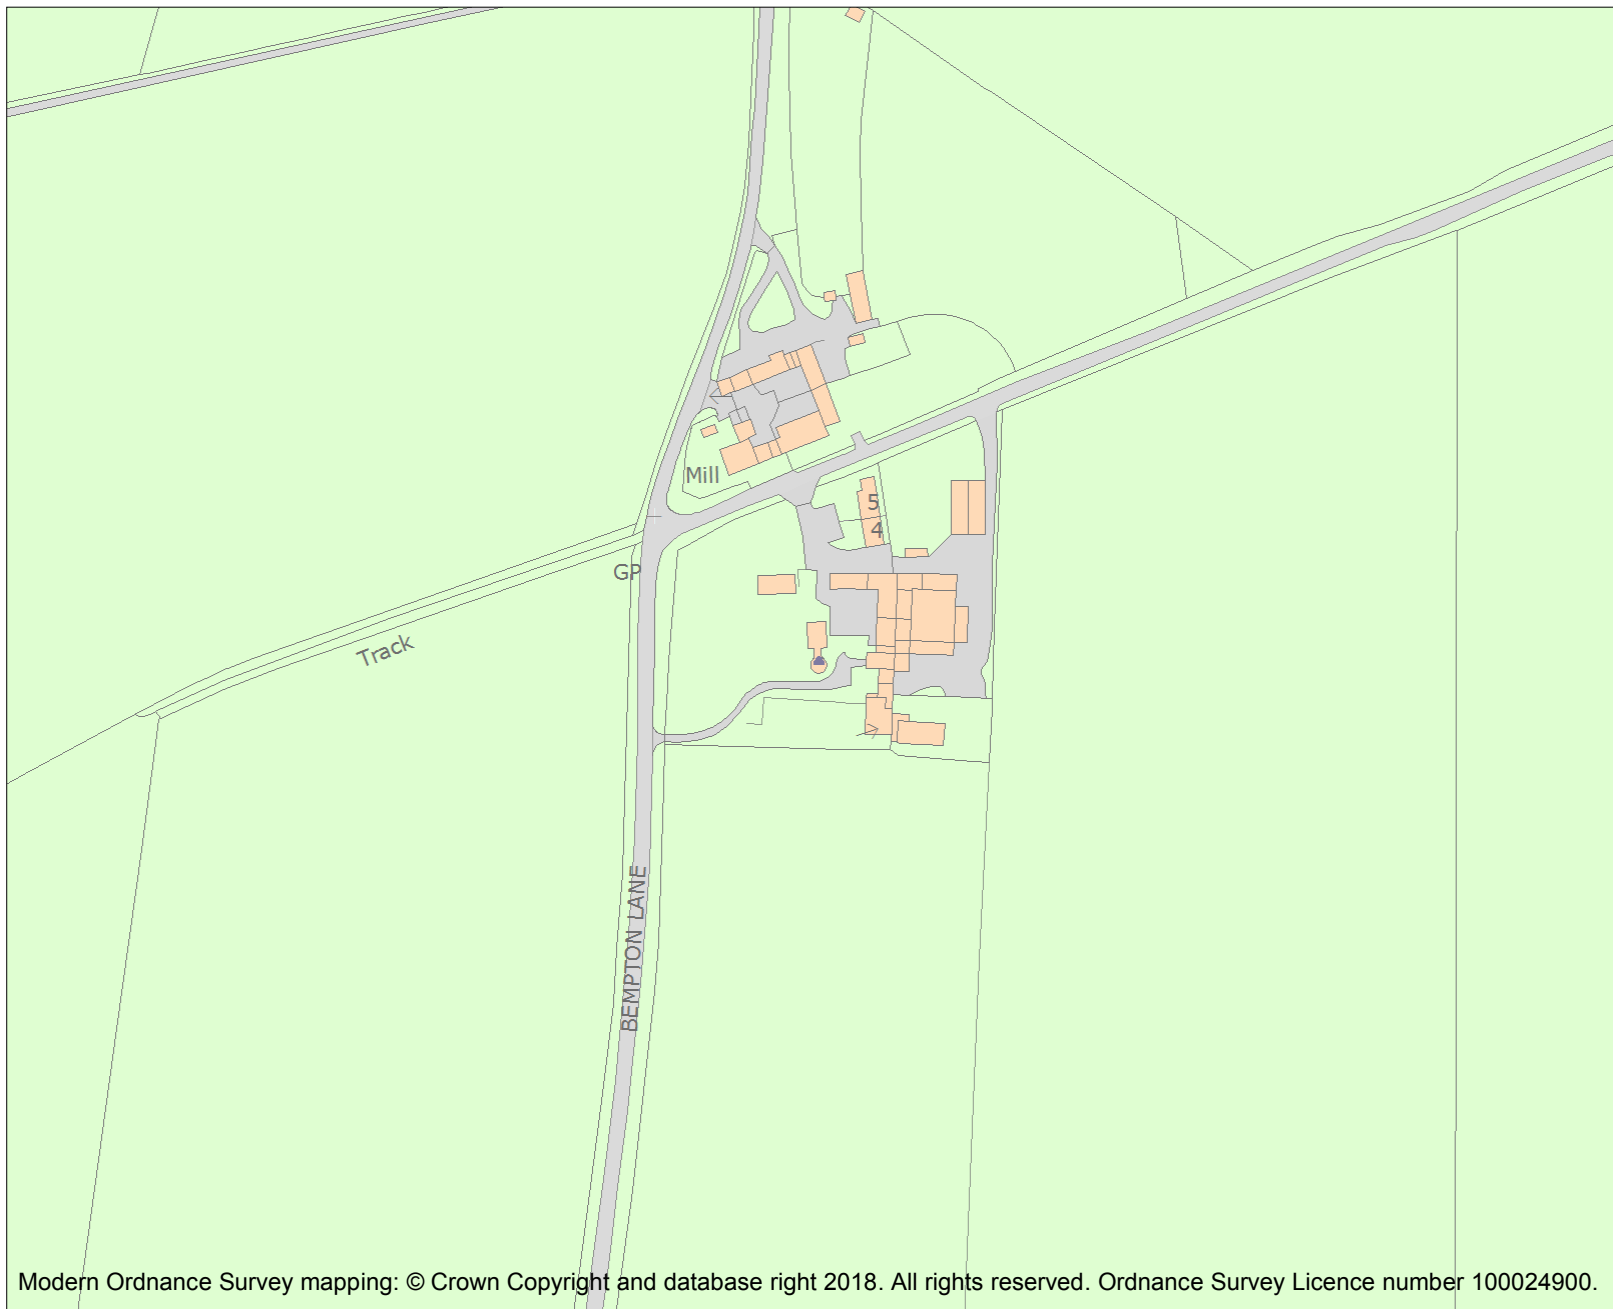 Mill
5
4
GP
Track
BEMPTON LANE
Modern Ordnance Survey mapping: © Crown Copyright and database right 2018. All rights reserved. Ordnance Survey Licence number 100024900.